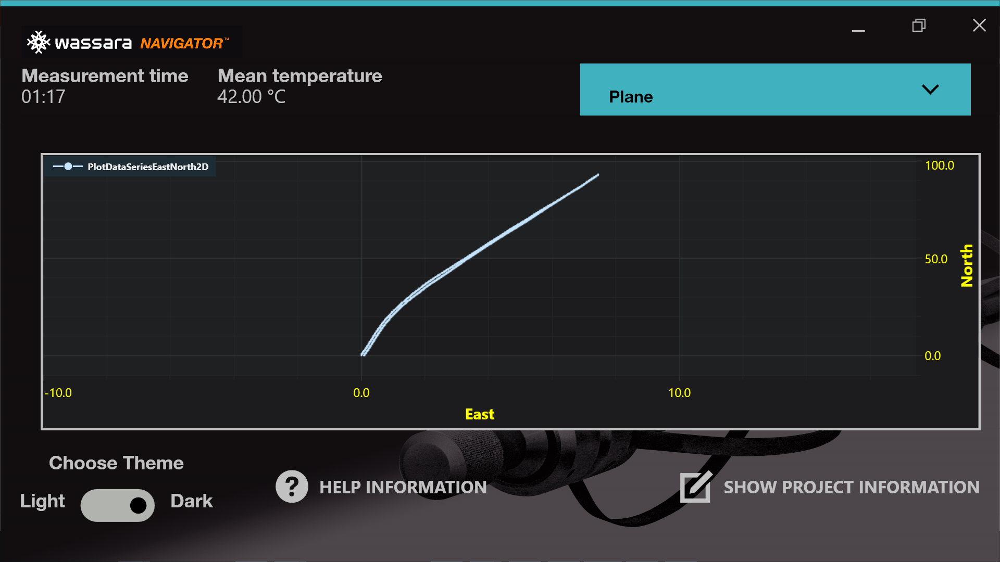 wassara NAVIGATOR™
Measurement time
01:17
Mean temperature
42.00 °C
Plane
PlotDataSeriesEastNorth2D
100.0
50.0
0.0
North
-10.0
0.0
10.0
East
Choose Theme
Light
Dark
? HELP INFORMATION
SHOW PROJECT INFORMATION